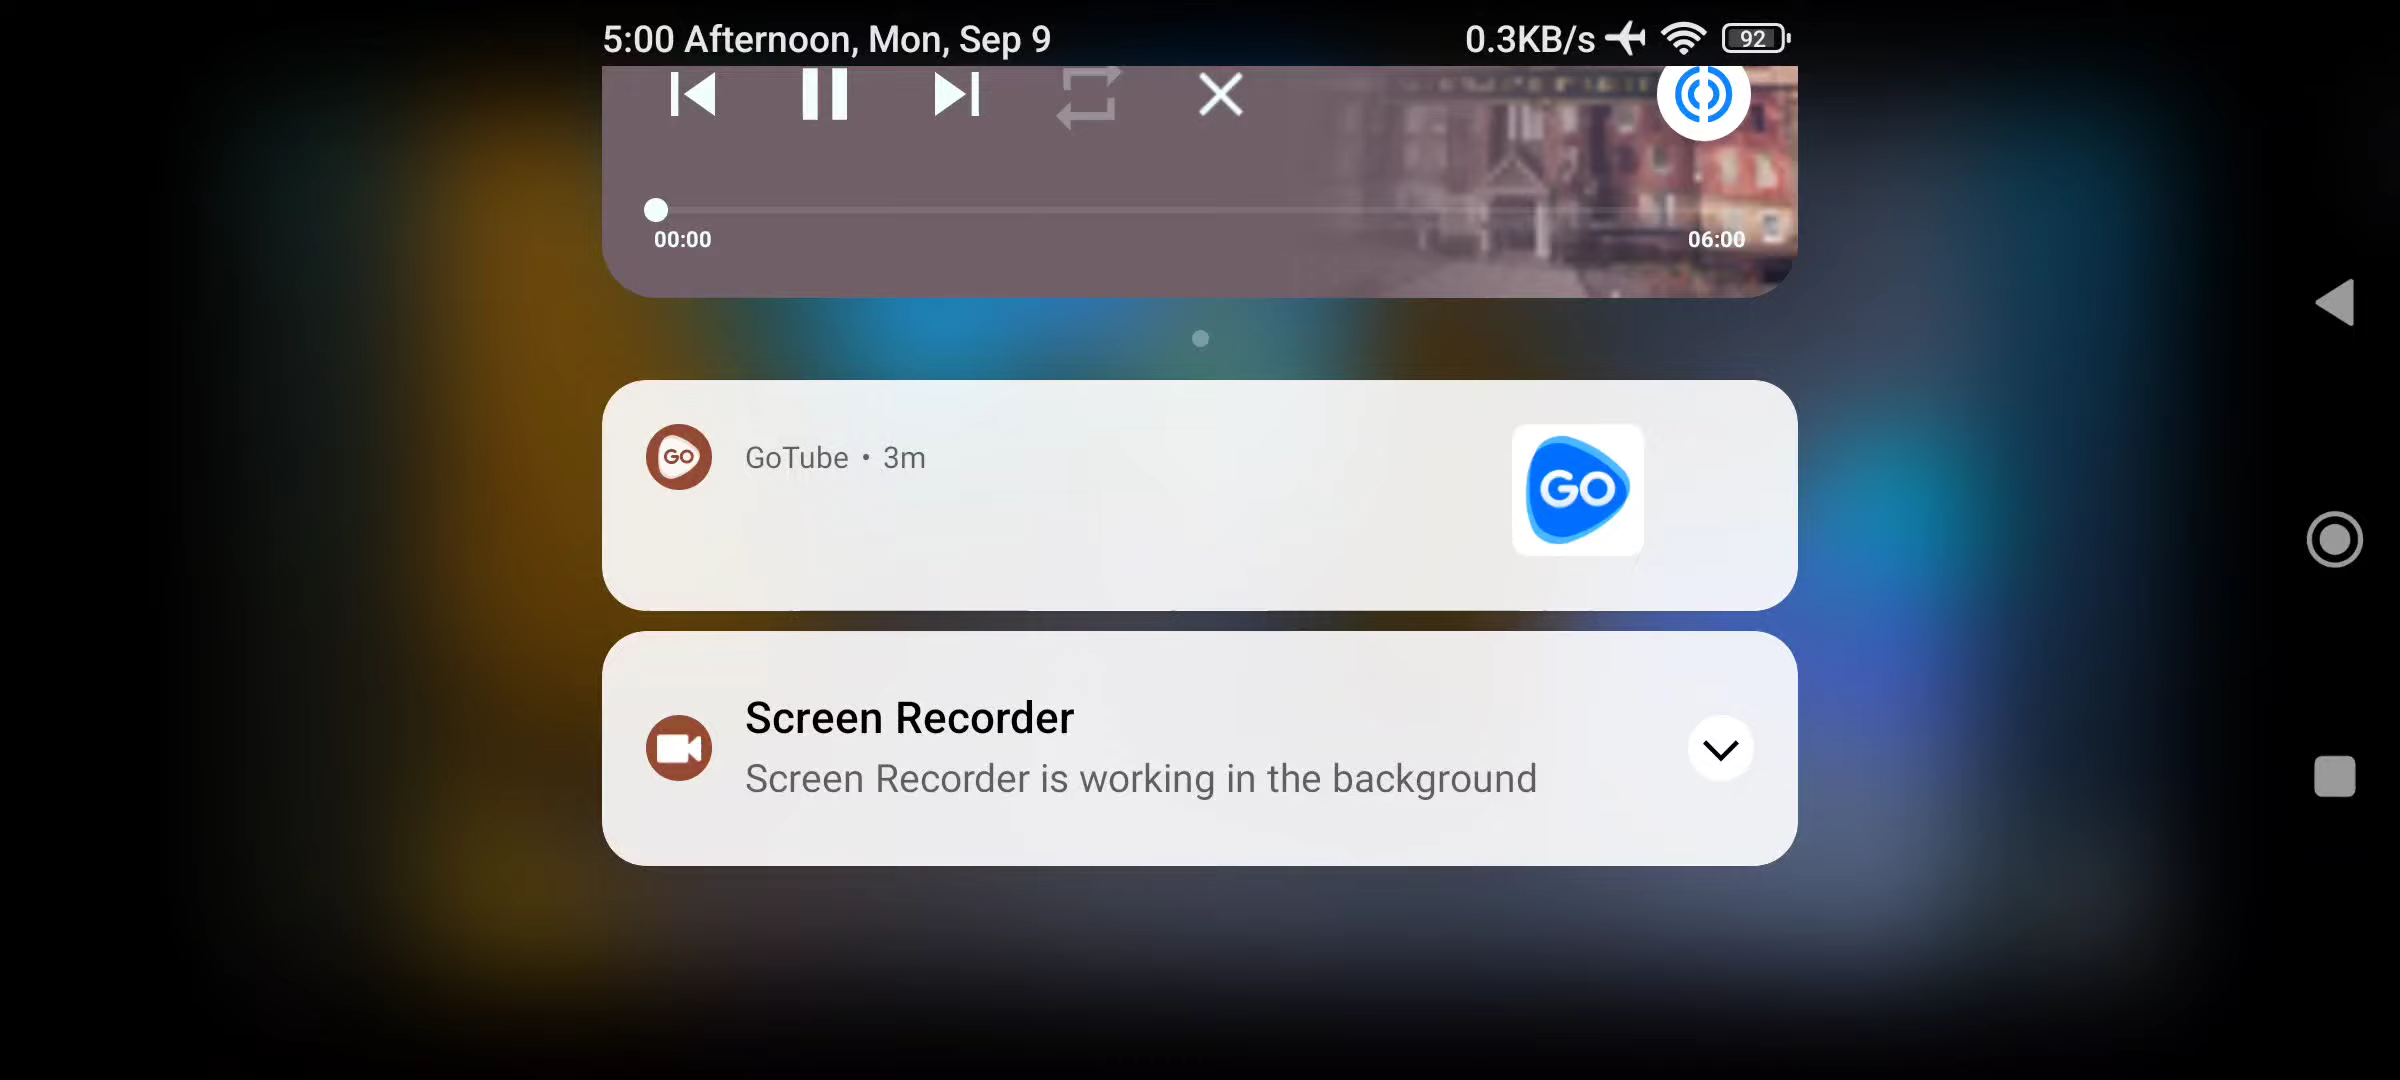 5:00 Afternoon, Mon, Sep 9
0.3KB/s 92
00:00 06:00
GO GoTube • 3m GO
Screen Recorder
Screen Recorder is working in the background